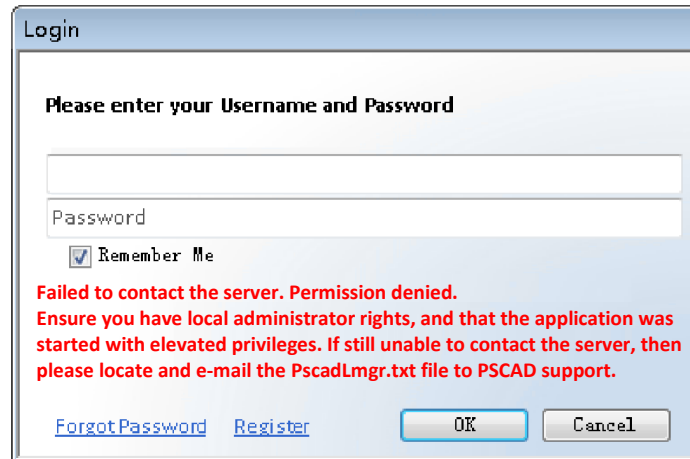 Login
Please enter your Username and Password
Password
Remember Me
Failed to contact the server. Permission denied.
Ensure you have local administrator rights, and that the application was
started with elevated privileges. If still unable to contact the server, then
please locate and e-mail the PscadLmgr.txt file to PSCAD support.
Forgot Password Register OK Cancel